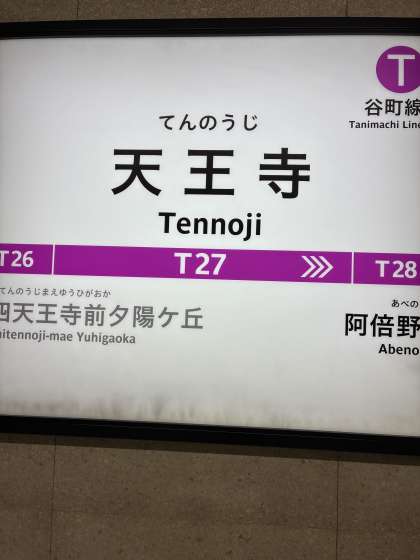 T
谷町線
Tanimachi Line
てんのうじ
天王寺
Tennoji
T26
T27
T28
てんのうじまえゆうひがおか
四天王寺前夕陽ケ丘
itennoji-mae Yuhigaoka
あべの
阿倍野
Abeno